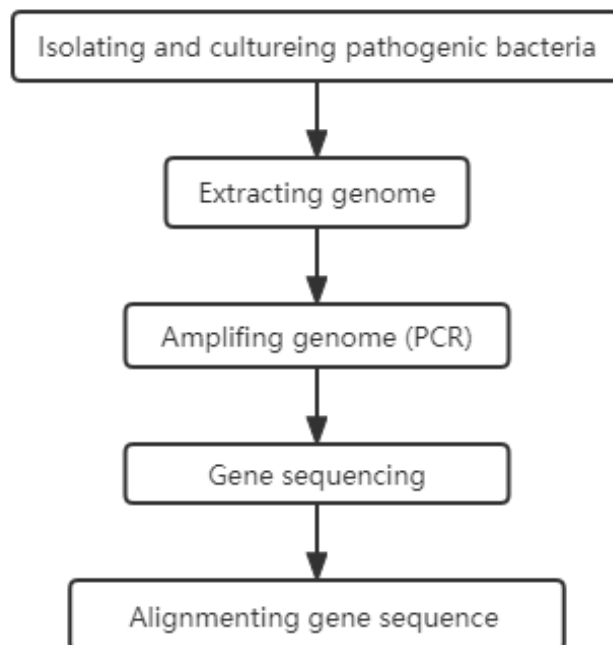 Isolating and cultureing pathogenic bacteria
Extracting genome
Amplifing genome (PCR)
Gene sequencing
Alignmenting gene sequence